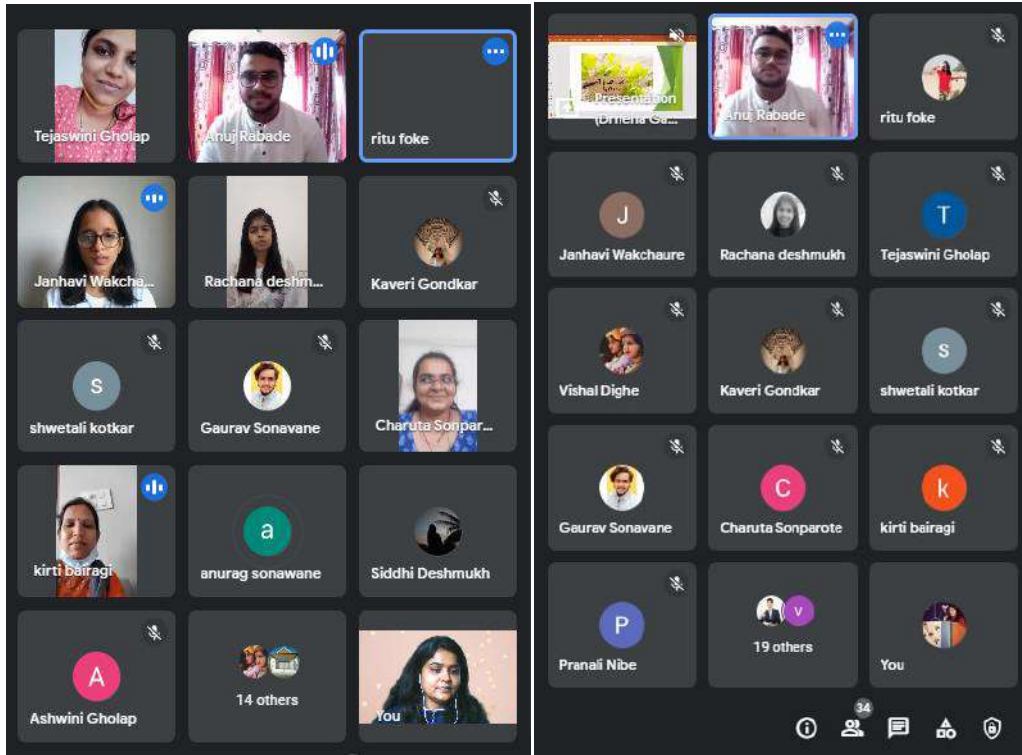 Tejaswini Gholap
Anuj Rabade
ritu foke
Janhavi Wakcha...
Rachana deshm...
Kaveri Gondkar
s
shwetali kotkar
Gaurav Sonavane
Charuta Sonpar...
kirti bairagi
a
anurag sonawane
Siddhi Deshmukh
A
Ashwini Gholap
14 others
You
Presentation
Anuj Rabade
ritu foke
J
Janhavi Wakchaure
Rachana deshmukh
T
Tejaswini Gholap
Vishal Dighe
Kaveri Gondkar
s
shwetali kotkar
Gaurav Sonavane
C
Charuta Sonparote
k
kirti bairagi
P
Pranali Nibe
v
19 others
You
34